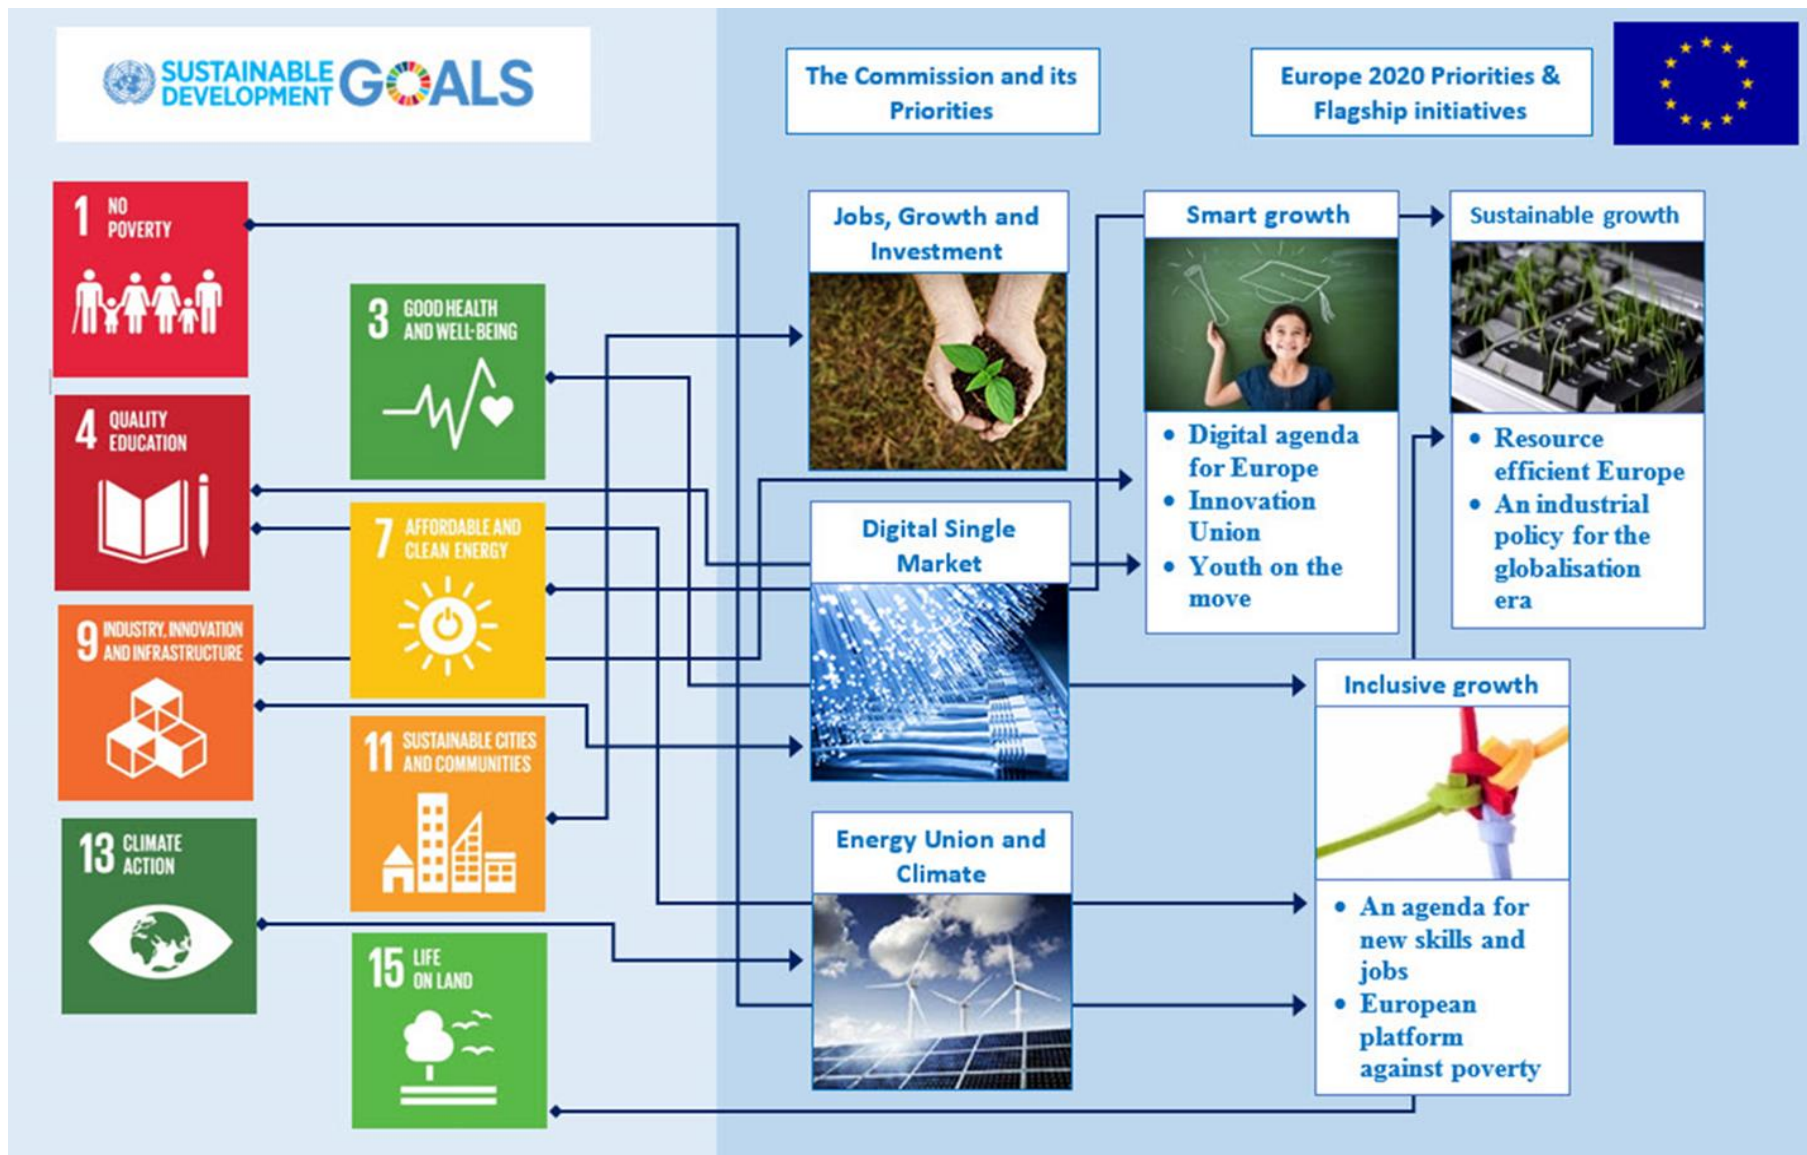 SUSTAINABLE
DEVELOPMENT
GOALS
The Commission and its
Priorities
Europe 2020 Priorities &
Flagship initiatives
1 NO
POVERTY
3 GOOD HEALTH
AND WELL-BEING
4 QUALITY
EDUCATION
7 AFFORDABLE AND
CLEAN ENERGY
9 INDUSTRY, INNOVATION
AND INFRASTRUCTURE
11 SUSTAINABLE CITIES
AND COMMUNITIES
13 CLIMATE
ACTION
15 LIFE
ON LAND
Jobs, Growth and
Investment
Digital Single
Market
Energy Union and
Climate
Smart growth
• Digital agenda
for Europe
• Innovation
Union
• Youth on the
move
Sustainable growth
• Resource
efficient Europe
• An industrial
policy for the
globalisation
era
Inclusive growth
• An agenda for
new skills and
jobs
• European
platform
against poverty